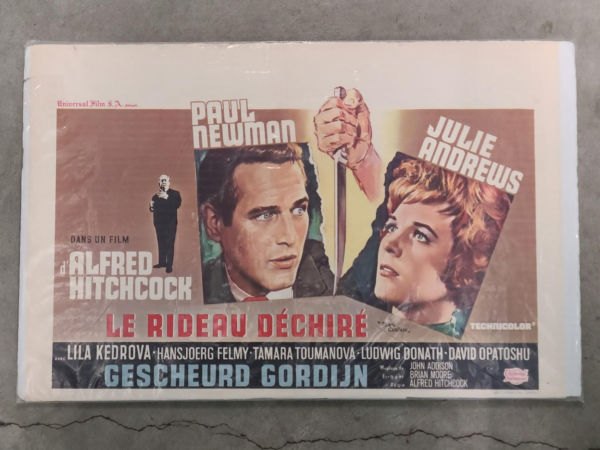 Universal Film S.A.
PAUL
NEWMAN
JULIE
ANDREWS
DANS UN FILM
d'ALFRED
HITCHCOCK
LE RIDEAU DÉCHIRÉ
TECHNICOLOR
AVEC LILA KEDROVA · HANSJOERG FELMY · TAMARA TOUMANOVA · LUDWIG DONATH · DAVID OPATOSHU
GESCHEURD GORDIJN
JOHN ADDISON
BRIAN MOORE
ALFRED HITCHCOCK